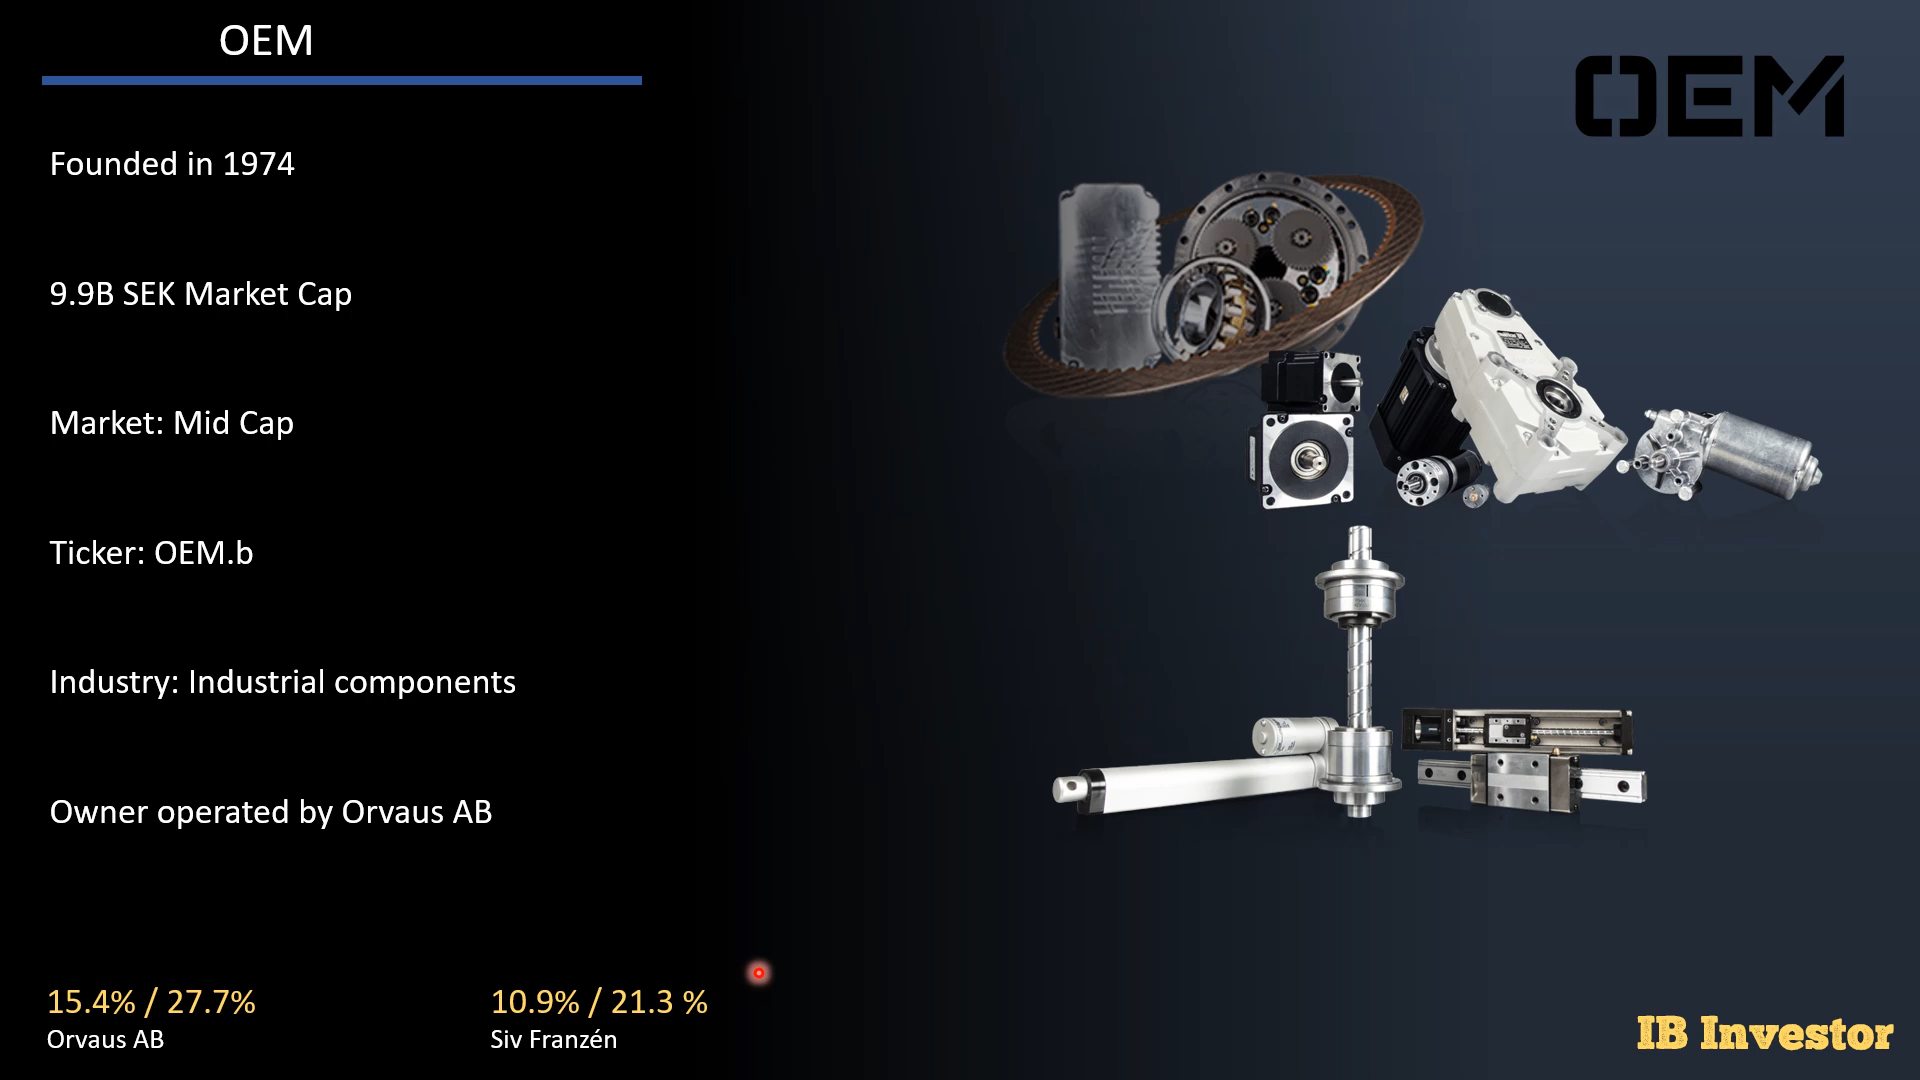 OEM
OEM
Founded in 1974
9.9B SEK Market Cap
Market: Mid Cap
Ticker: OEM.b
Industry: Industrial components
Owner operated by Orvaus AB
15.4% / 27.7%
Orvaus AB
10.9% / 21.3 %
Siv Franzén
IB Investor